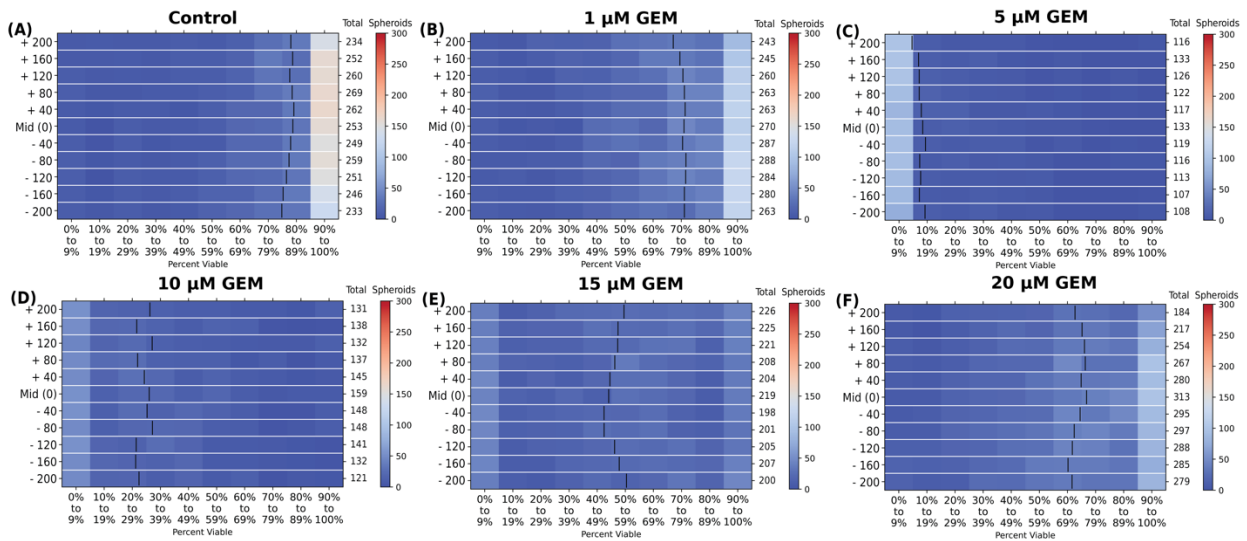 (A) Control Total Spheroids
+ 200 234 300
+ 160 252 250
+ 120 260
+ 80 269 200
+ 40 262
Mid (0) 253 150
- 40 249
- 80 259 100
- 120 251
- 160 246 50
- 200 233 0
0% to 9% 10% to 19% 20% to 29% 30% to 39% 40% to 49% 50% to 59% 60% to 69% 70% to 79% 80% to 89% 90% to 100%
Percent Viable
(B) 1 µM GEM Total Spheroids
+ 200 243 300
+ 160 245 250
+ 120 260
+ 80 263 200
+ 40 263
Mid (0) 270 150
- 40 287
- 80 288 100
- 120 284
- 160 280 50
- 200 263 0
0% to 9% 10% to 19% 20% to 29% 30% to 39% 40% to 49% 50% to 59% 60% to 69% 70% to 79% 80% to 89% 90% to 100%
Percent Viable
(C) 5 µM GEM Total Spheroids
+ 200 116 300
+ 160 133 250
+ 120 126
+ 80 122 200
+ 40 117
Mid (0) 133 150
- 40 119
- 80 116 100
- 120 113
- 160 107 50
- 200 108 0
0% to 9% 10% to 19% 20% to 29% 30% to 39% 40% to 49% 50% to 59% 60% to 69% 70% to 79% 80% to 89% 90% to 100%
Percent Viable
(D) 10 µM GEM Total Spheroids
+ 200 131 300
+ 160 138 250
+ 120 132
+ 80 137 200
+ 40 145
Mid (0) 159 150
- 40 148
- 80 148 100
- 120 141
- 160 132 50
- 200 121 0
0% to 9% 10% to 19% 20% to 29% 30% to 39% 40% to 49% 50% to 59% 60% to 69% 70% to 79% 80% to 89% 90% to 100%
Percent Viable
(E) 15 µM GEM Total Spheroids
+ 200 226 300
+ 160 225 250
+ 120 221
+ 80 208 200
+ 40 204
Mid (0) 219 150
- 40 198
- 80 201 100
- 120 205
- 160 207 50
- 200 200 0
0% to 9% 10% to 19% 20% to 29% 30% to 39% 40% to 49% 50% to 59% 60% to 69% 70% to 79% 80% to 89% 90% to 100%
Percent Viable
(F) 20 µM GEM Total Spheroids
+ 200 184 300
+ 160 217 250
+ 120 254
+ 80 267 200
+ 40 280
Mid (0) 313 150
- 40 295
- 80 297 100
- 120 288
- 160 285 50
- 200 279 0
0% to 9% 10% to 19% 20% to 29% 30% to 39% 40% to 49% 50% to 59% 60% to 69% 70% to 79% 80% to 89% 90% to 100%
Percent Viable